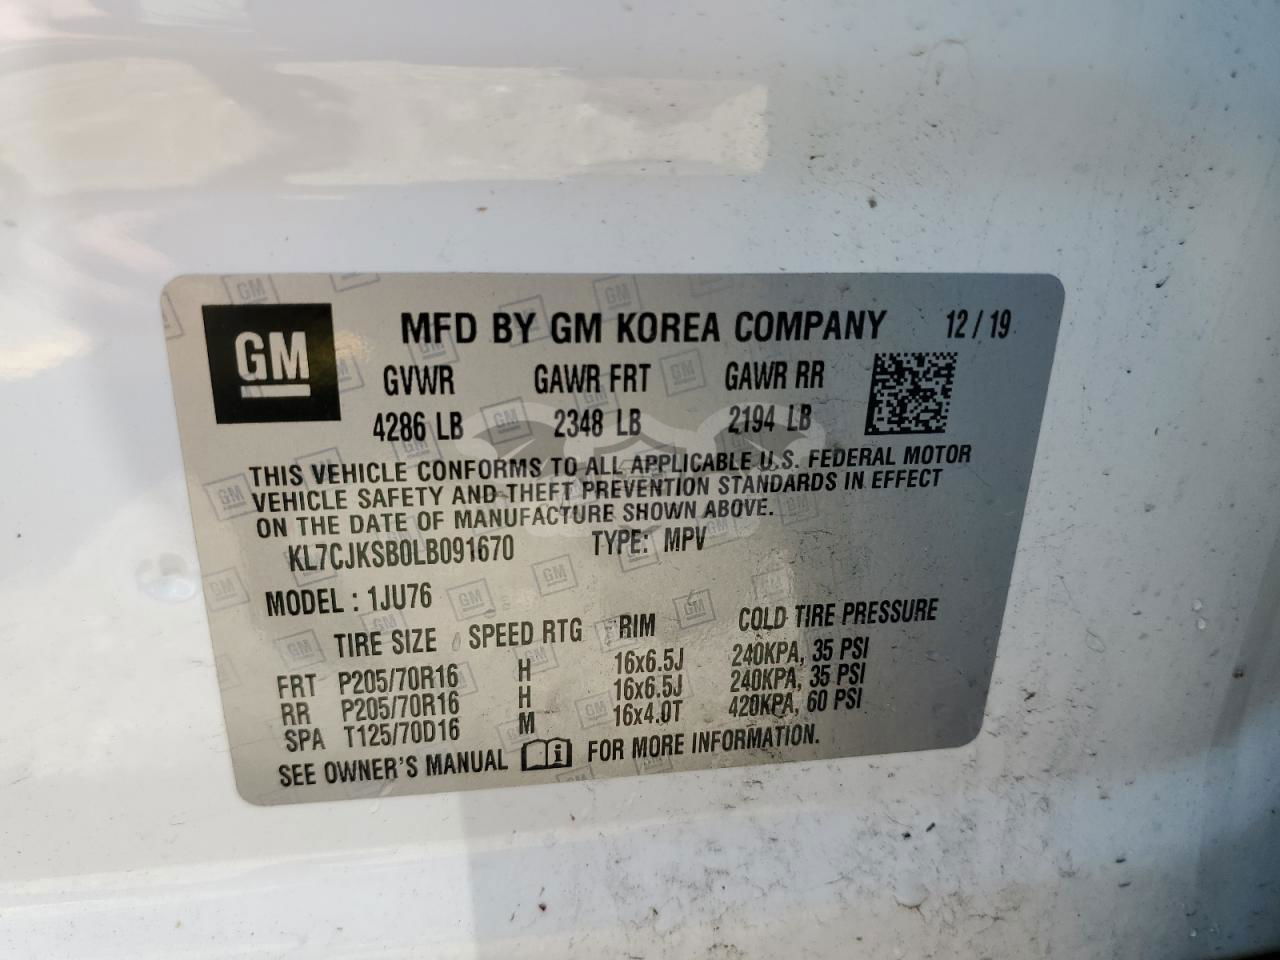 GM MFD BY GM KOREA COMPANY 12/19
GVWR GAWR FRT GAWR RR
4286 LB 2348 LB 2194 LB
THIS VEHICLE CONFORMS TO ALL APPLICABLE U.S. FEDERAL MOTOR
VEHICLE SAFETY AND THEFT PREVENTION STANDARDS IN EFFECT
ON THE DATE OF MANUFACTURE SHOWN ABOVE.
KL7CJKSB0LB091670 TYPE: MPV
MODEL : 1JU76
TIRE SIZE SPEED RTG RIM COLD TIRE PRESSURE
FRT P205/70R16 H 16x6.5J 240KPA, 35 PSI
RR P205/70R16 H 16x6.5J 240KPA, 35 PSI
SPA T125/70D16 M 16x4.0T 420KPA, 60 PSI
SEE OWNER'S MANUAL FOR MORE INFORMATION.